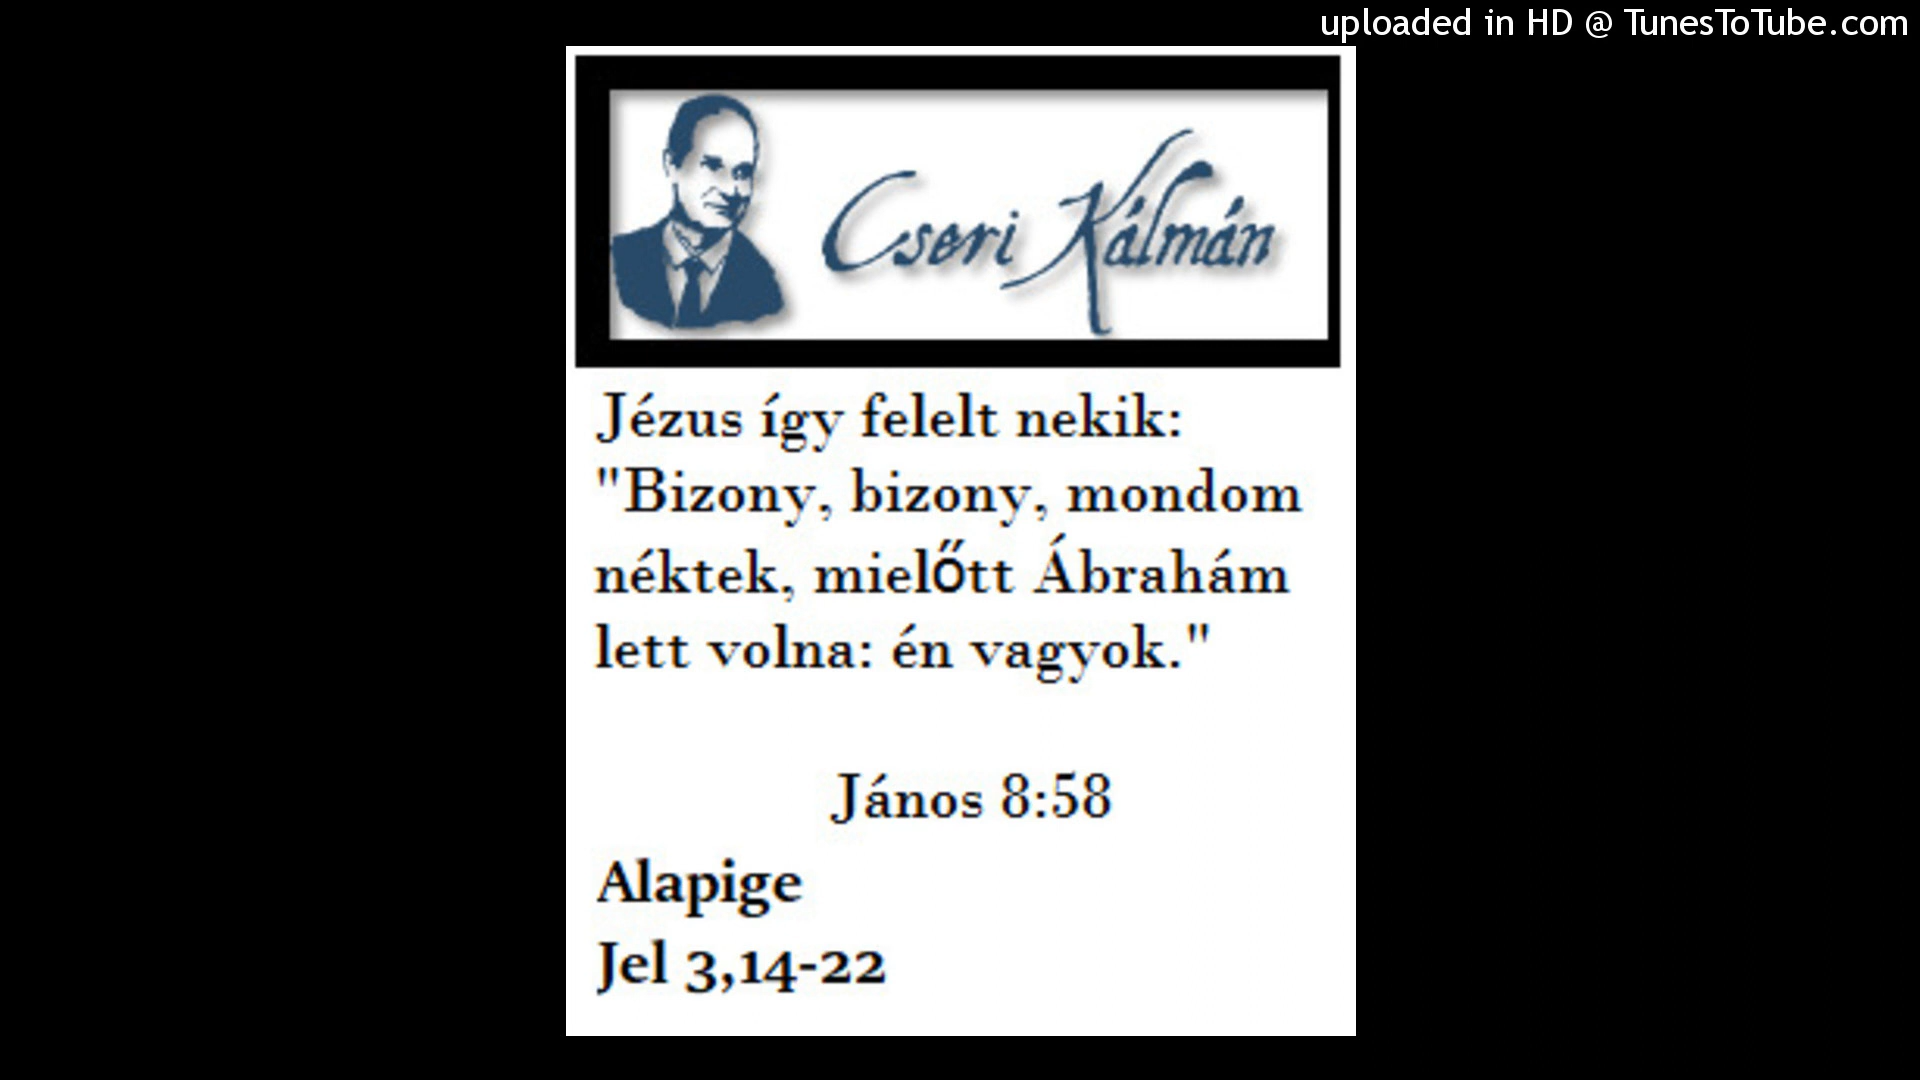 uploaded in HD @ TunesToTube.com
Cseri Kálmán
Jézus így felelt nekik:
"Bizony, bizony, mondom
néktek, mielőtt Ábrahám
lett volna: én vagyok."
János 8:58
Alapige
Jel 3,14-22